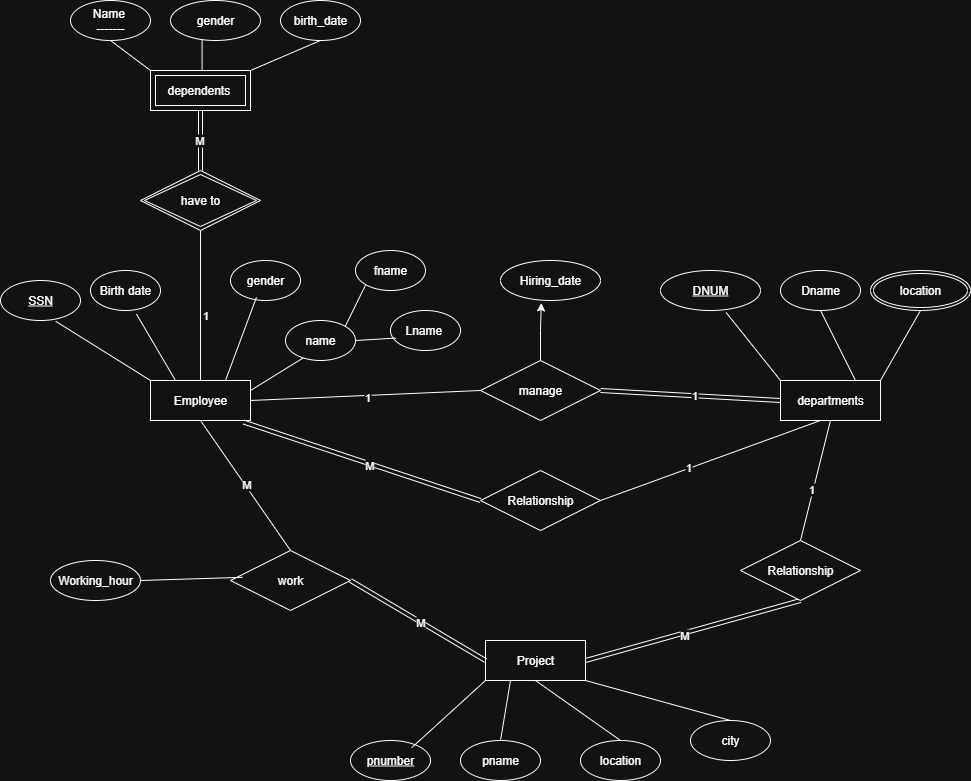 Name
-------
gender
birth_date
dependents
M
have to
1
SSN
Birth date
gender
fname
name
Lname
Hiring_date
DNUM
Dname
location
Employee
1
manage
1
departments
M
Relationship
1
M
1
Working_hour
work
Relationship
M
M
Project
pnumber
pname
location
city